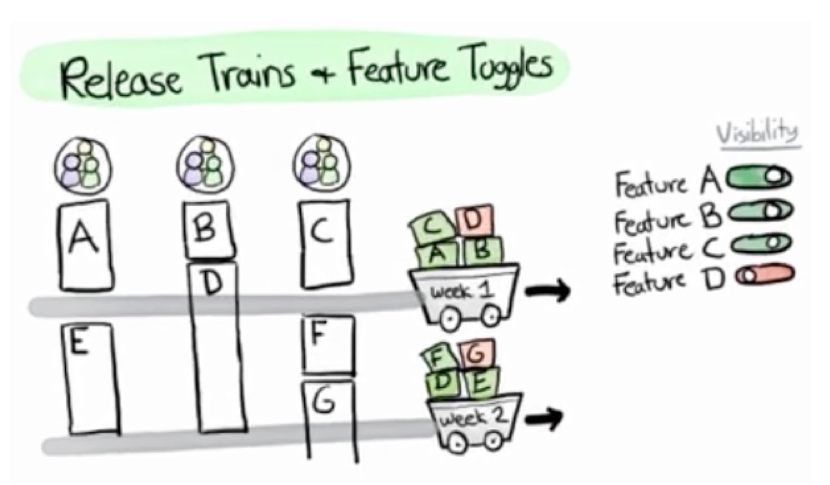 Release Trains + Feature Toggles
Visibility
Feature A
Feature B
Feature C
Feature D
A
B
C
D
C D
A B
week 1
E
F
G
F G
D E
week 2